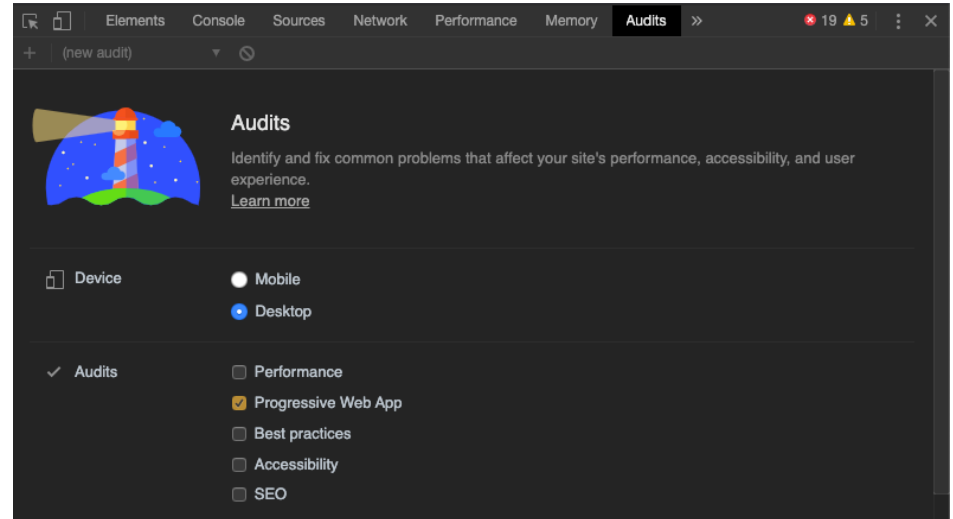 Elements Console Sources Network Performance Memory Audits » 19 5
+ (new audit)
Audits
Identify and fix common problems that affect your site's performance, accessibility, and user
experience.
Learn more
Device
Mobile
Desktop
Audits
Performance
Progressive Web App
Best practices
Accessibility
SEO